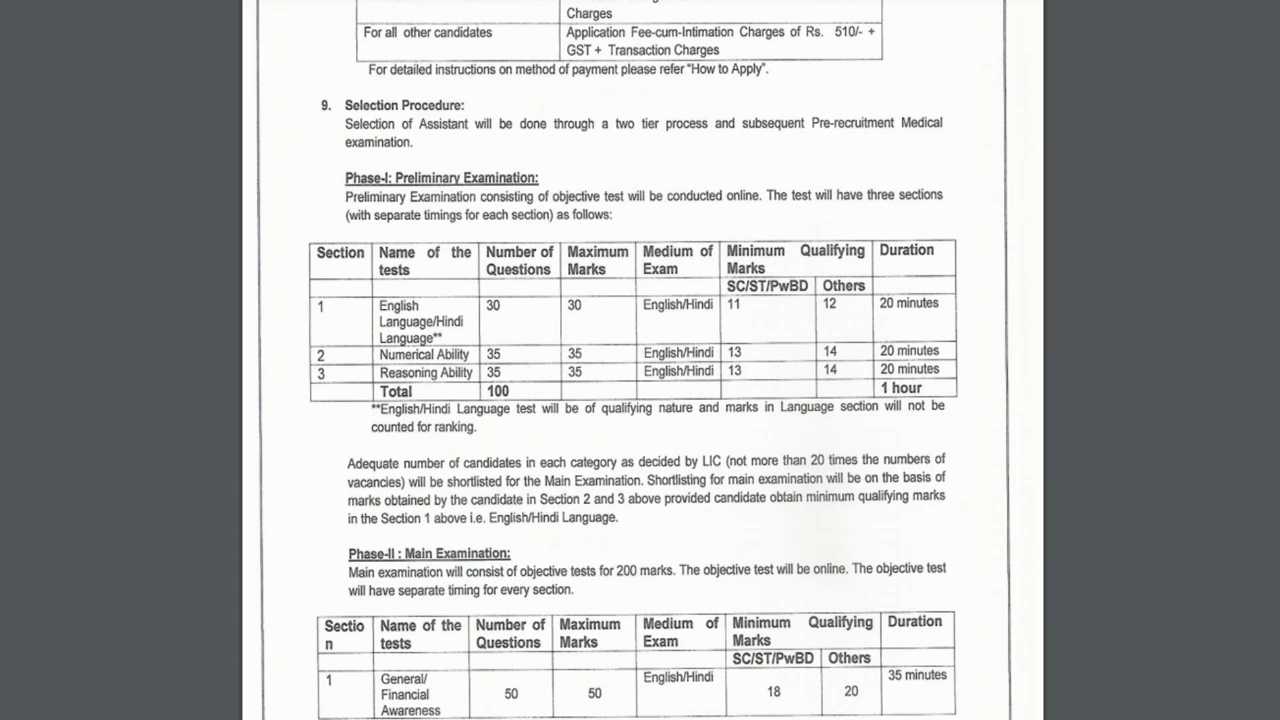 Charges
For all other candidates
Application Fee-cum-Intimation Charges of Rs. 510/- +
GST + Transaction Charges
For detailed instructions on method of payment please refer "How to Apply".
9. Selection Procedure:
Selection of Assistant will be done through a two tier process and subsequent Pre-recruitment Medical
examination.
Phase-I: Preliminary Examination:
Preliminary Examination consisting of objective test will be conducted online. The test will have three sections
(with separate timings for each section) as follows:
Section Name of the Number of Maximum Medium of Minimum Qualifying Duration
tests Questions Marks Exam Marks
SC/ST/PwBD Others
1 English 30 30 English/Hindi 11 12 20 minutes
Language/Hindi
Language**
2 Numerical Ability 35 35 English/Hindi 13 14 20 minutes
3 Reasoning Ability 35 35 English/Hindi 13 14 20 minutes
Total 100 1 hour
**English/Hindi Language test will be of qualifying nature and marks in Language section will not be
counted for ranking.
Adequate number of candidates in each category as decided by LIC (not more than 20 times the numbers of
vacancies) will be shortlisted for the Main Examination. Shortlisting for main examination will be on the basis of
marks obtained by the candidate in Section 2 and 3 above provided candidate obtain minimum qualifying marks
in the Section 1 above i.e. English/Hindi Language.
Phase-II : Main Examination:
Main examination will consist of objective tests for 200 marks. The objective test will be online. The objective test
will have separate timing for every section.
Sectio Name of the Number of Maximum Medium of Minimum Qualifying Duration
n tests Questions Marks Exam Marks
SC/ST/PwBD Others
1 General/ English/Hindi 35 minutes
Financial 50 50 18 20
Awareness